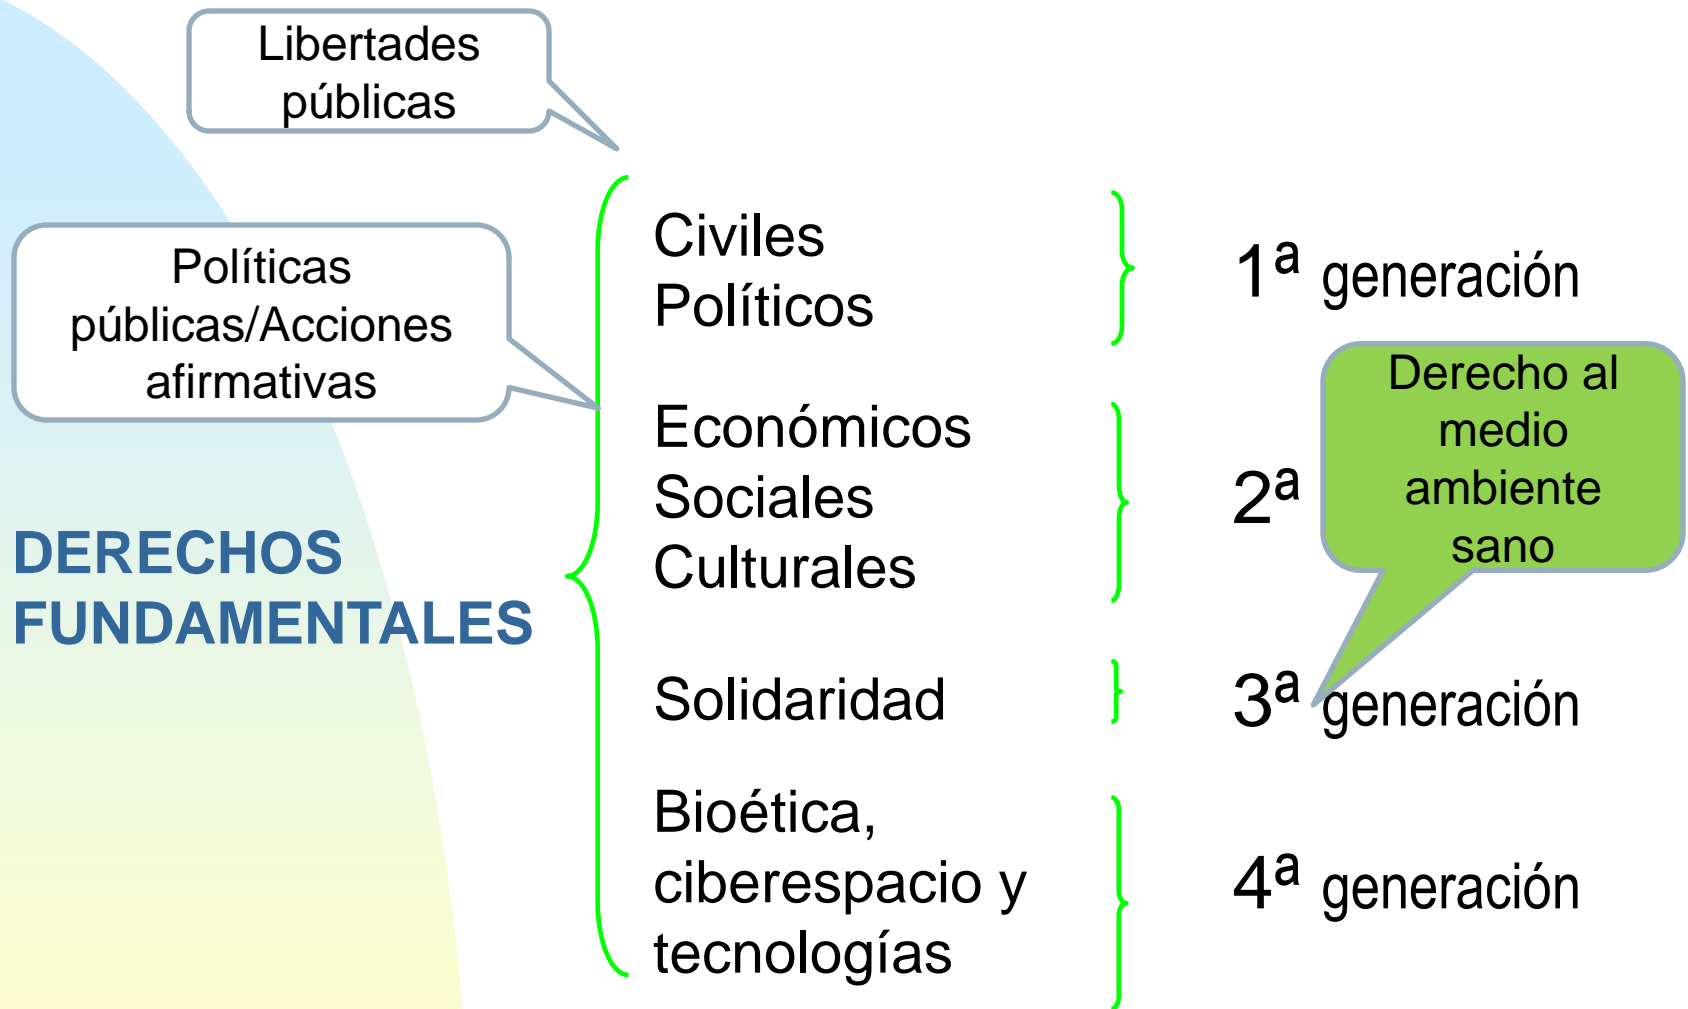 Libertades
públicas
Políticas
públicas/Acciones
afirmativas
DERECHOS
FUNDAMENTALES
Civiles
Políticos
1ª generación
Económicos
Sociales
Culturales
2ª
Derecho al
medio
ambiente
sano
Solidaridad
3ª generación
Bioética,
ciberespacio y
tecnologías
4ª generación